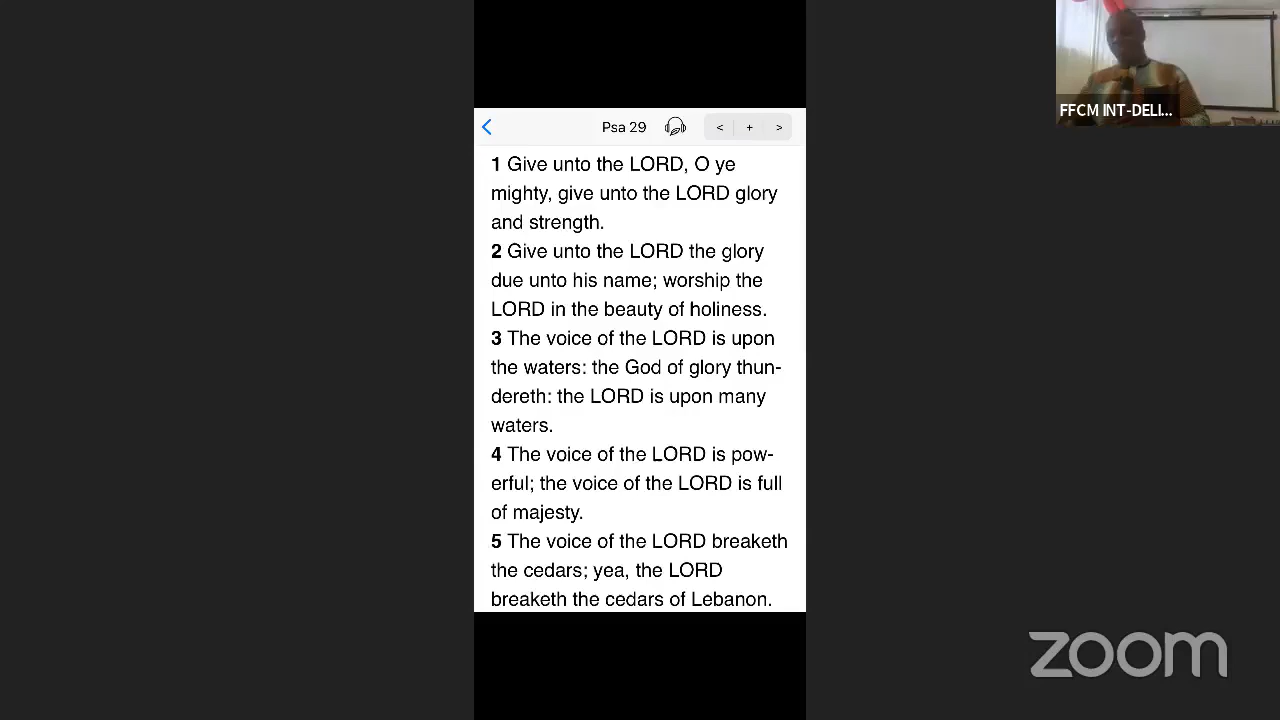 FFCM INT-DELI...
Psa 29
< + >
1 Give unto the LORD, O ye
mighty, give unto the LORD glory
and strength.
2 Give unto the LORD the glory
due unto his name; worship the
LORD in the beauty of holiness.
3 The voice of the LORD is upon
the waters: the God of glory thun-
dereth: the LORD is upon many
waters.
4 The voice of the LORD is pow-
erful; the voice of the LORD is full
of majesty.
5 The voice of the LORD breaketh
the cedars; yea, the LORD
breaketh the cedars of Lebanon.
zoom